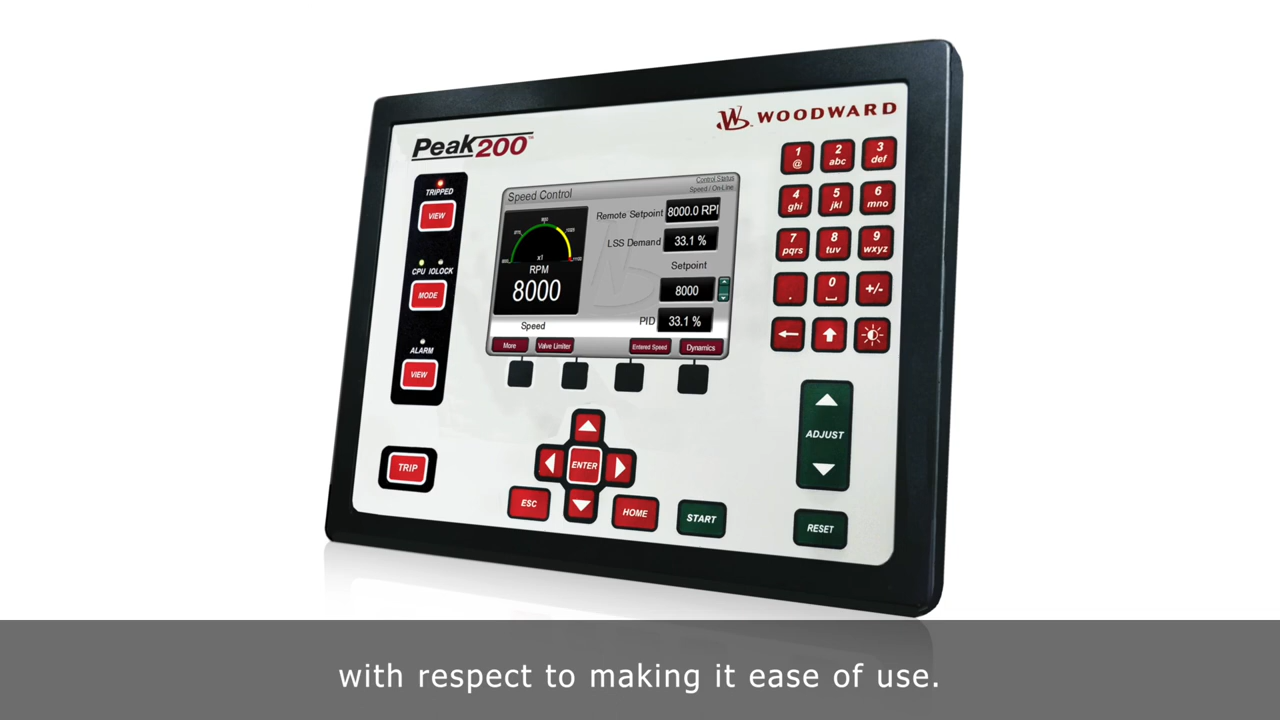 WOODWARD
Peak200™
TRIPPED
VIEW
CPU IOLOCK
MODE
ALARM
VIEW
TRIP
Speed Control
Control Status
Speed / On-Line
Remote Setpoint 8000.0 RPI
LSS Demand 33.1 %
Setpoint
8000
PID 33.1 %
x1
RPM
8000
Speed
More Valve Limiter Entered Speed Dynamics
1 @ 2 abc 3 def
4 ghi 5 jkl 6 mno
7 pqrs 8 tuv 9 wxyz
. 0 +/-
ADJUST
ENTER
ESC HOME START RESET
with respect to making it ease of use.